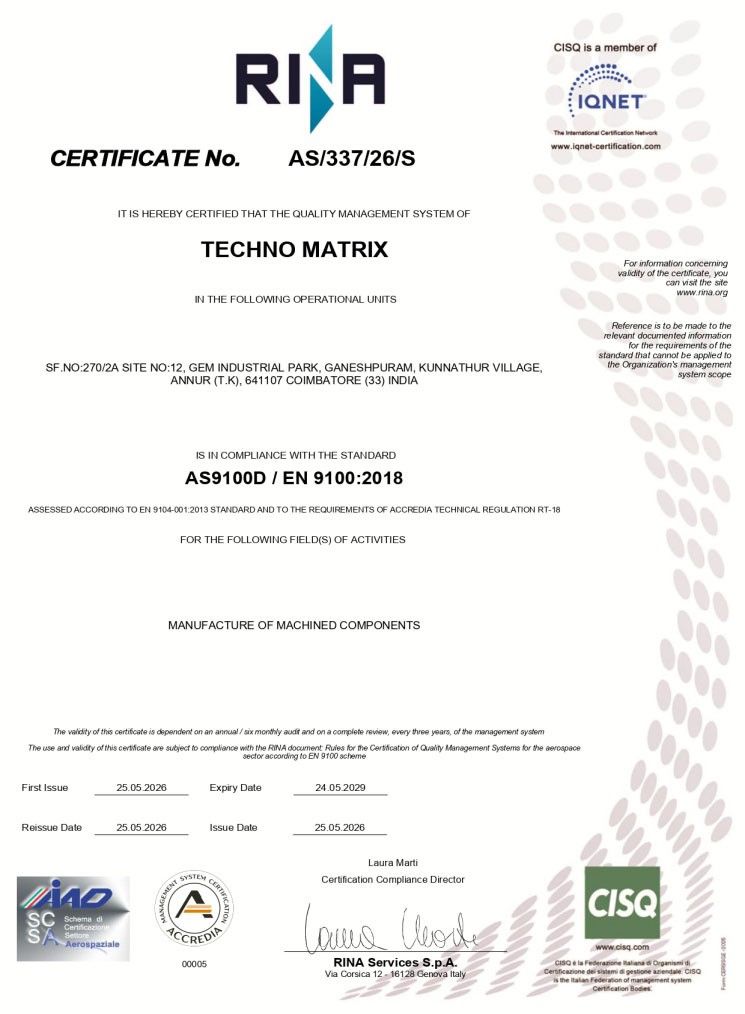 RINA
CISQ is a member of
IQNET
The International Certification Network
www.iqnet-certification.com
CERTIFICATE No. AS/337/26/S
IT IS HEREBY CERTIFIED THAT THE QUALITY MANAGEMENT SYSTEM OF
TECHNO MATRIX
IN THE FOLLOWING OPERATIONAL UNITS
For information concerning
validity of the certificate, you
can visit the site
www.rina.org
Reference is to be made to the
relevant documented information
for the requirements of the
standard that cannot be applied to
the Organization's management
system scope
SF.NO:270/2A SITE NO:12, GEM INDUSTRIAL PARK, GANESHPURAM, KUNNATHUR VILLAGE,
ANNUR (T.K), 641107 COIMBATORE (33) INDIA
IS IN COMPLIANCE WITH THE STANDARD
AS9100D / EN 9100:2018
ASSESSED ACCORDING TO EN 9104-001:2013 STANDARD AND TO THE REQUIREMENTS OF ACCREDIA TECHNICAL REGULATION RT-18
FOR THE FOLLOWING FIELD(S) OF ACTIVITIES
MANUFACTURE OF MACHINED COMPONENTS
The validity of this certificate is dependent on an annual / six monthly audit and on a complete review, every three years, of the management system
The use and validity of this certificate are subject to compliance with the RINA document: Rules for the Certification of Quality Management Systems for the aerospace
sector according to EN 9100 scheme
First Issue 25.05.2026 Expiry Date 24.05.2029
Reissue Date 25.05.2026 Issue Date 25.05.2026
Laura Marti
Certification Compliance Director
IAD
SC
SA
Schema di
Certificazione
Settore
Aerospaziale
MANAGEMENT SYSTEM CERTIFICATION
ACCREDIA
00005
RINA Services S.p.A.
Via Corsica 12 - 16128 Genova Italy
CISQ
www.cisq.com
CISQ è la Federazione Italiana di Organismi di
Certificazione dei sistemi di gestione aziendale. CISQ
is the Italian Federation of management system
Certification Bodies.